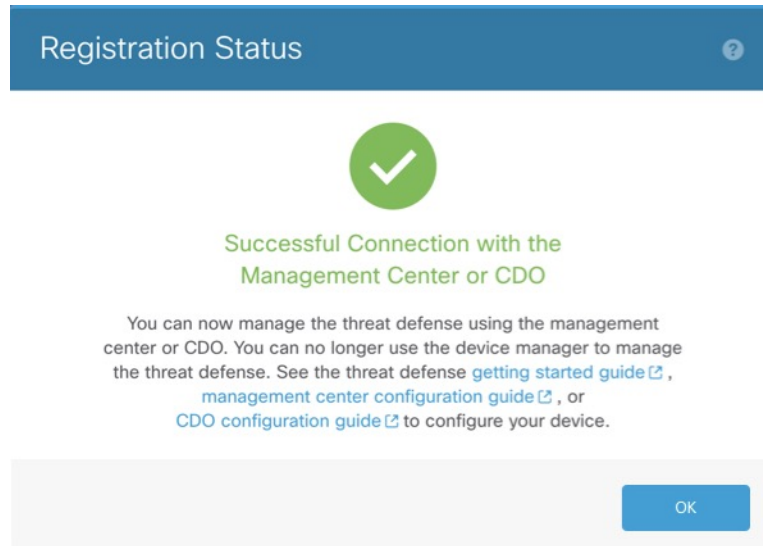 Registration Status
Successful Connection with the
Management Center or CDO
You can now manage the threat defense using the management
center or CDO. You can no longer use the device manager to manage
the threat defense. See the threat defense getting started guide ,
management center configuration guide , or
CDO configuration guide to configure your device.
OK